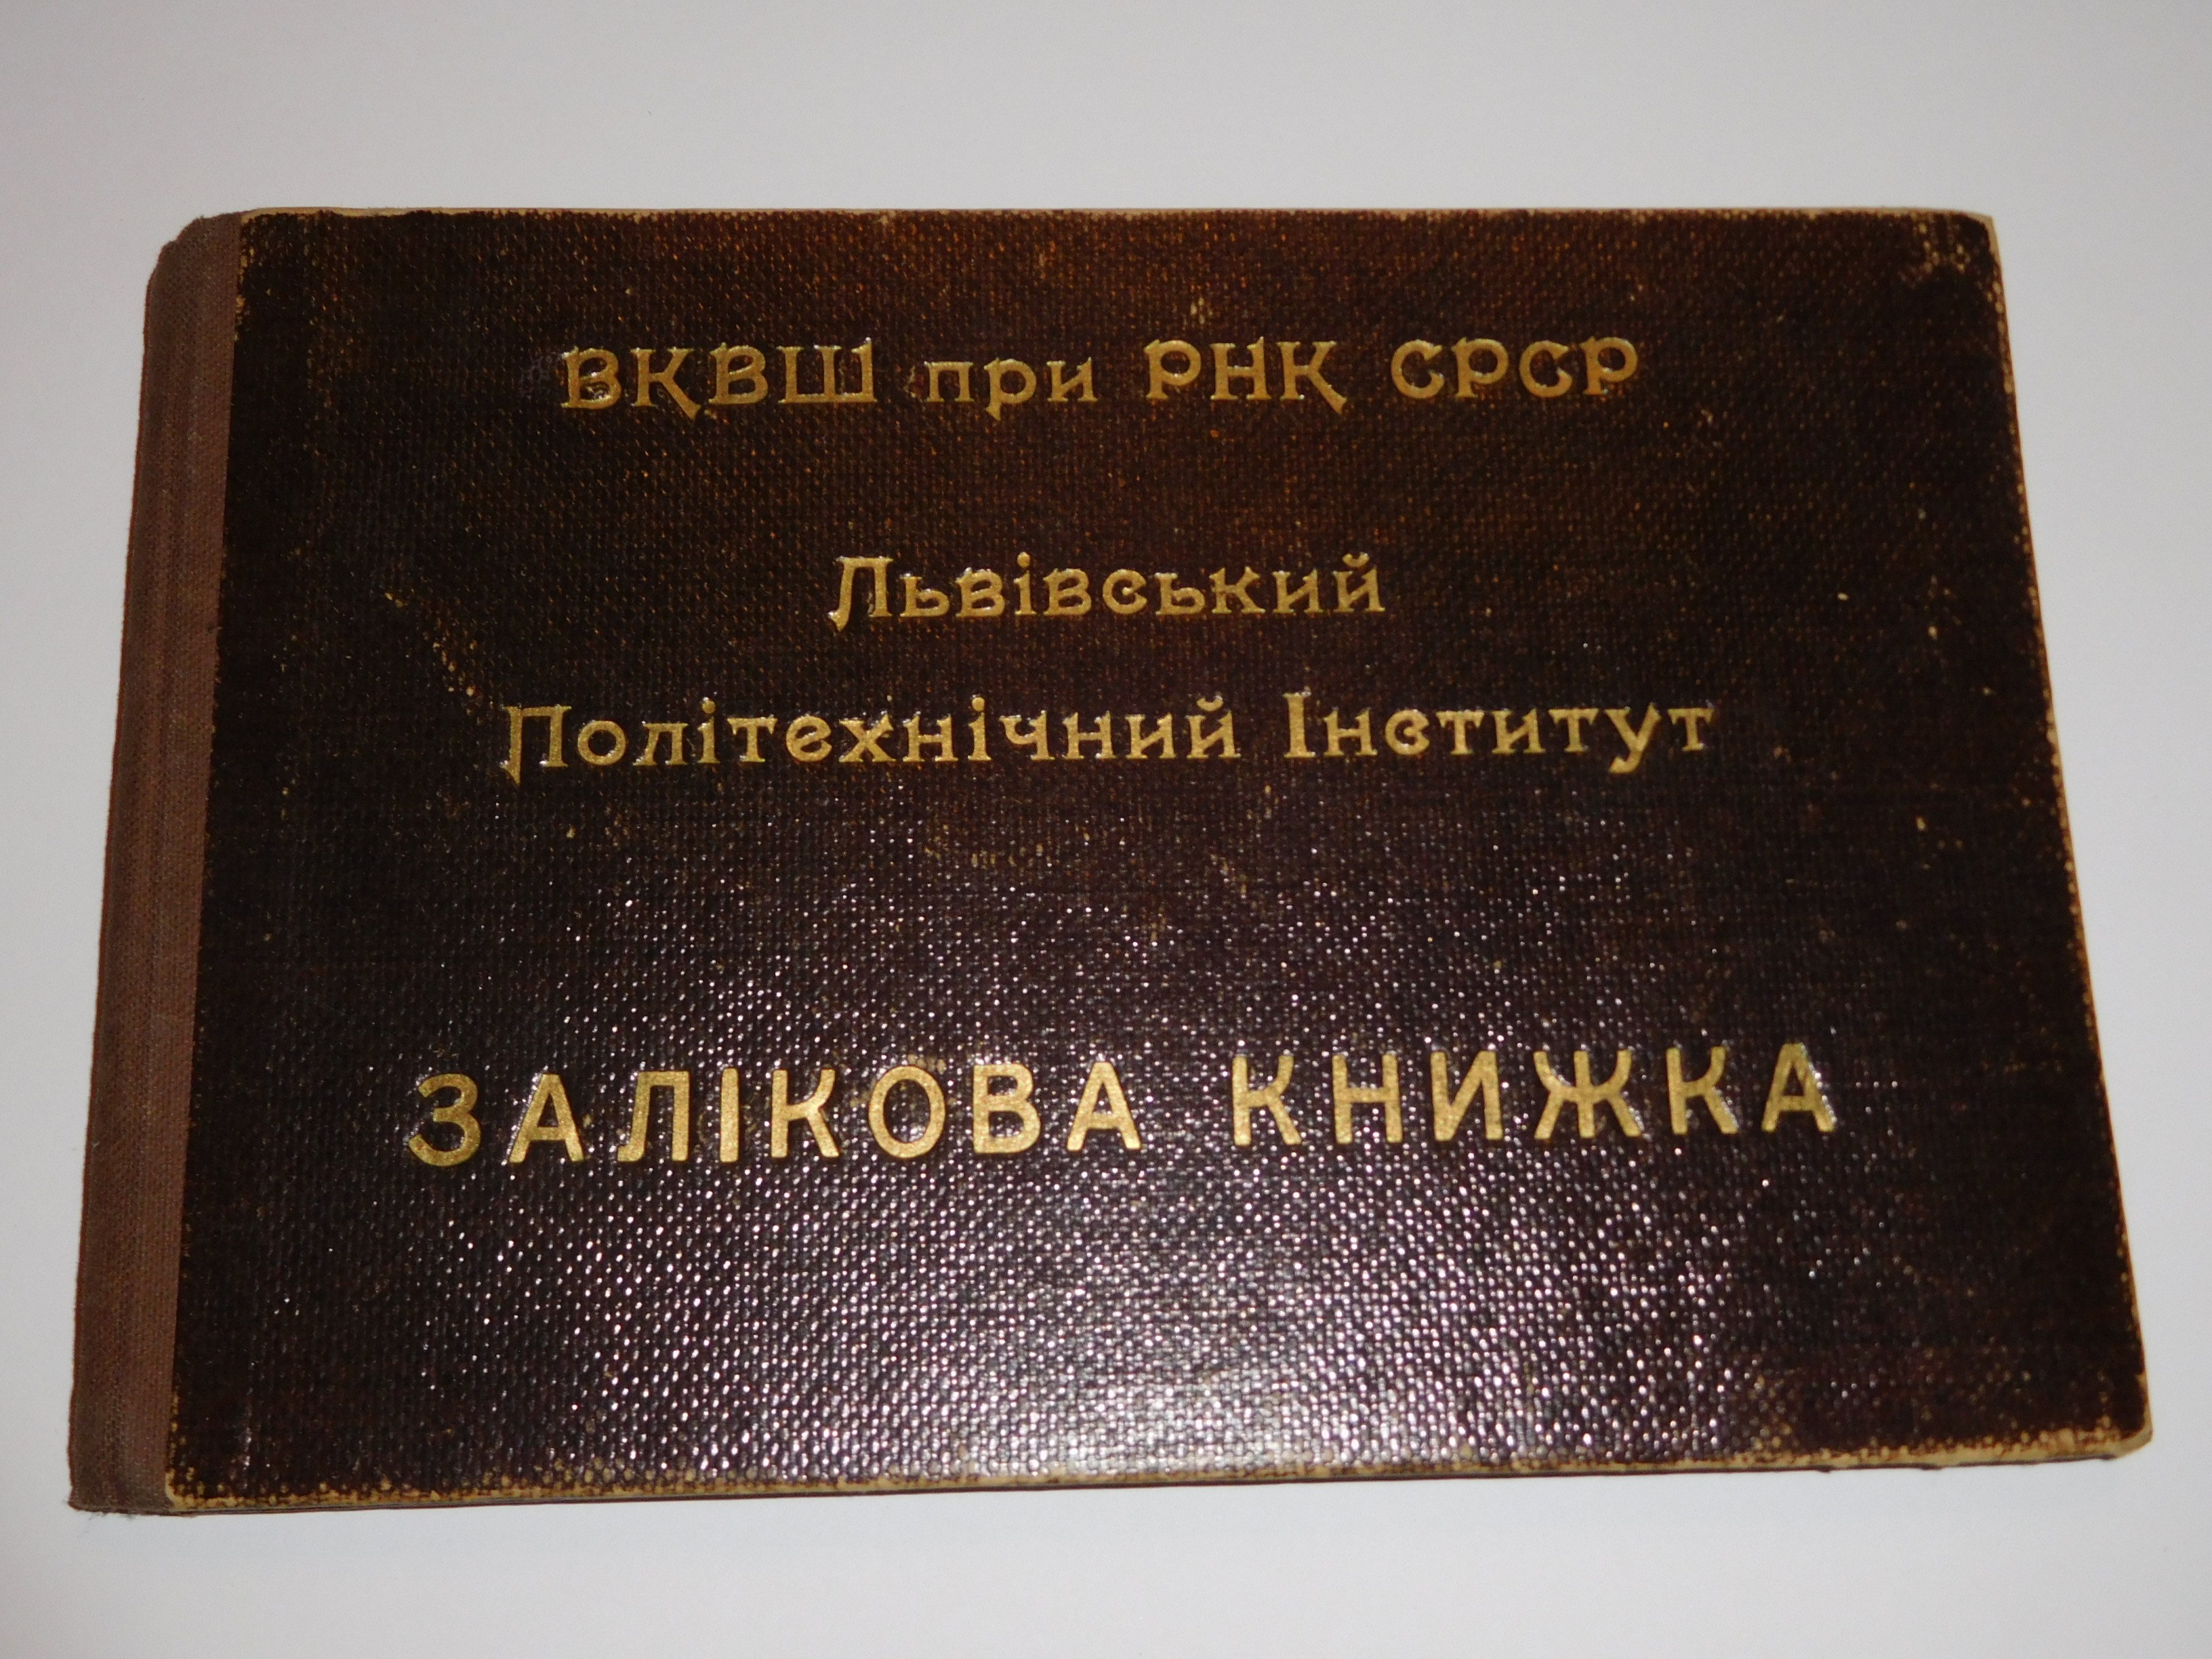 ВКВШ при РНК СРСР
Львівський
Політехнічний Інститут
ЗАЛІКОВА КНИЖКА